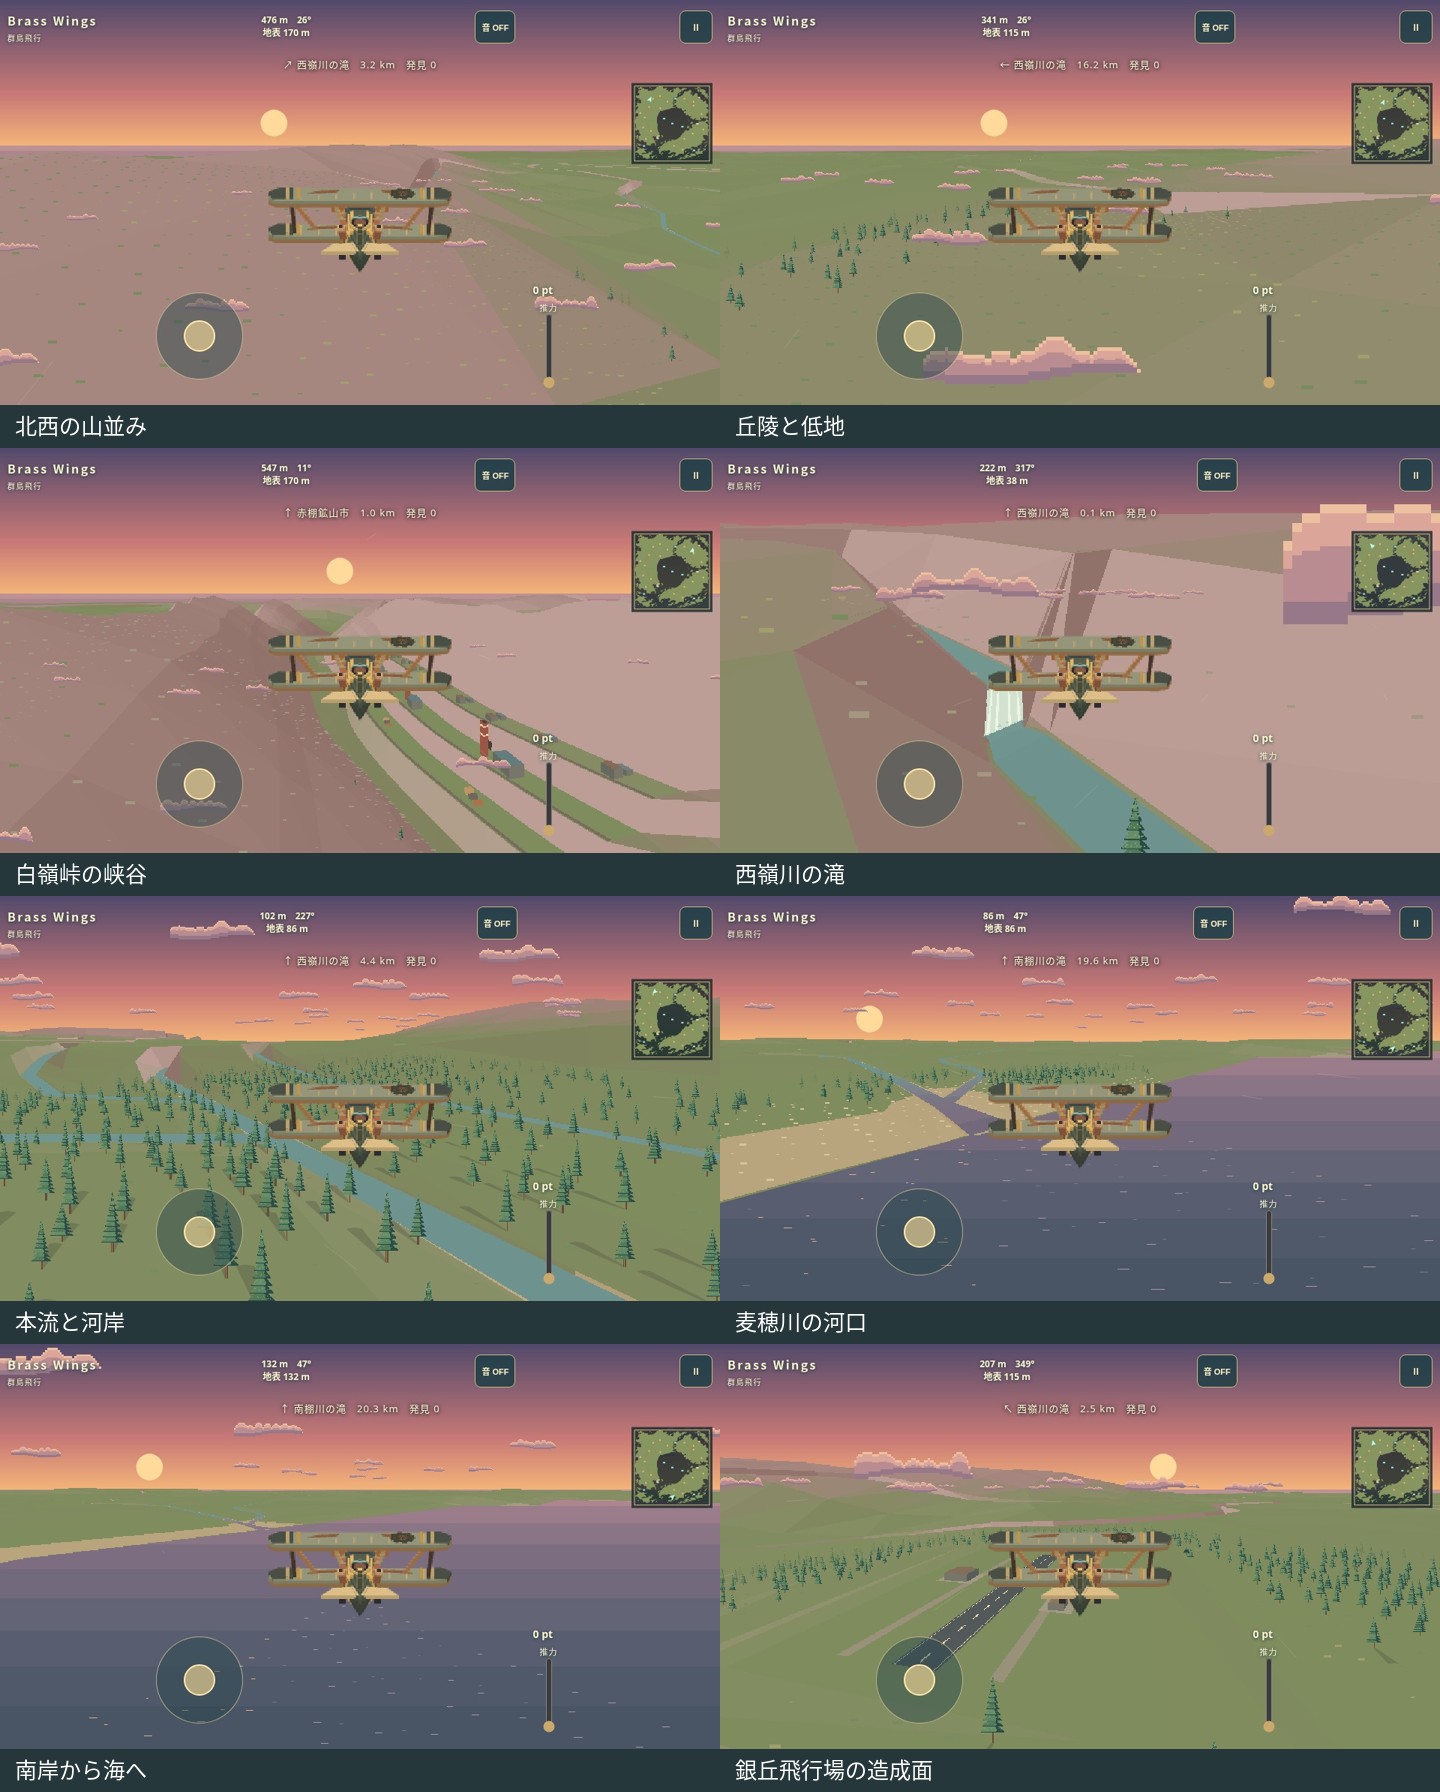 Brass Wings
群島飛行
476 m 26°
地表 170 m
音 OFF
II
↗ 西嶺川の滝 3.2 km 発見 0
0 pt
推力
北西の山並み
Brass Wings
群島飛行
341 m 26°
地表 115 m
音 OFF
II
← 西嶺川の滝 16.2 km 発見 0
0 pt
推力
丘陵と低地
Brass Wings
群島飛行
547 m 11°
地表 170 m
音 OFF
II
↑ 赤棚鉱山市 1.0 km 発見 0
0 pt
推力
白嶺峠の峡谷
Brass Wings
群島飛行
222 m 317°
地表 38 m
音 OFF
II
↑ 西嶺川の滝 0.1 km 発見 0
0 pt
推力
西嶺川の滝
Brass Wings
群島飛行
102 m 227°
地表 86 m
音 OFF
II
↑ 西嶺川の滝 4.4 km 発見 0
0 pt
推力
本流と河岸
Brass Wings
群島飛行
86 m 47°
地表 86 m
音 OFF
II
↑ 南棚川の滝 19.6 km 発見 0
0 pt
推力
麦穂川の河口
Brass Wings
群島飛行
132 m 47°
地表 132 m
音 OFF
II
↑ 南棚川の滝 20.3 km 発見 0
0 pt
推力
南岸から海へ
Brass Wings
群島飛行
207 m 349°
地表 115 m
音 OFF
II
↖ 西嶺川の滝 2.5 km 発見 0
0 pt
推力
銀丘飛行場の造成面